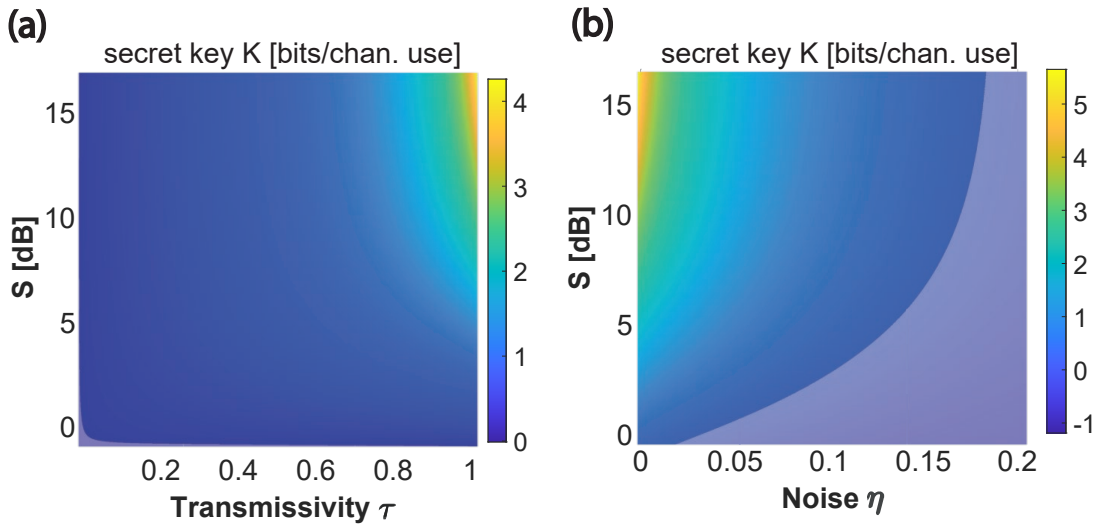 (a)
secret key K [bits/chan. use]
S [dB]
15
10
5
0
0.2 0.4 0.6 0.8 1
Transmissivity τ
4
3
2
1
0
(b)
secret key K [bits/chan. use]
S [dB]
15
10
5
0
0 0.05 0.1 0.15 0.2
Noise η
5
4
3
2
1
0
-1